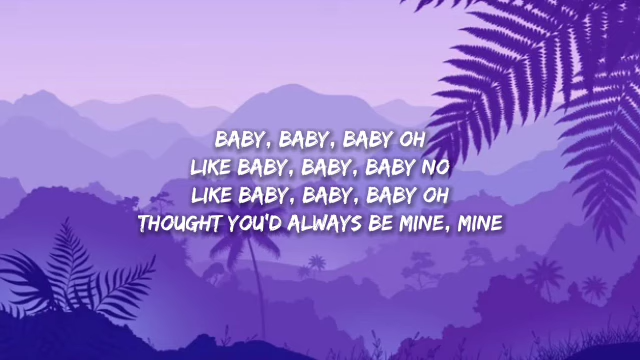 BABY, BABY, BABY OH
LIKE BABY, BABY, BABY NO
LIKE BABY, BABY, BABY OH
THOUGHT YOU'D ALWAYS BE MINE, MINE